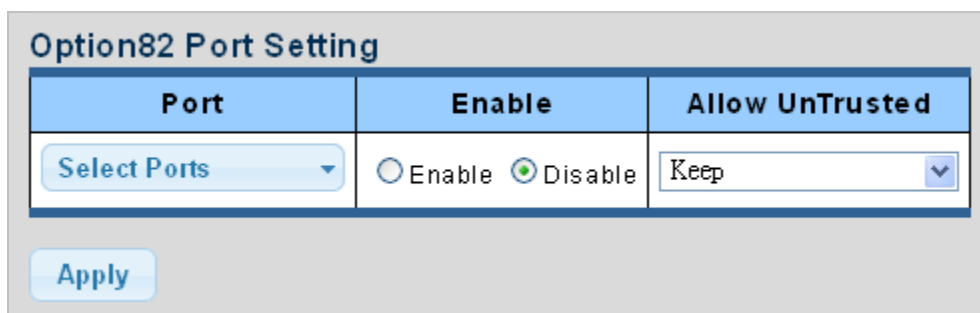 Option82 Port Setting
Port Enable Allow UnTrusted
Select Ports Enable Disable Keep
Apply